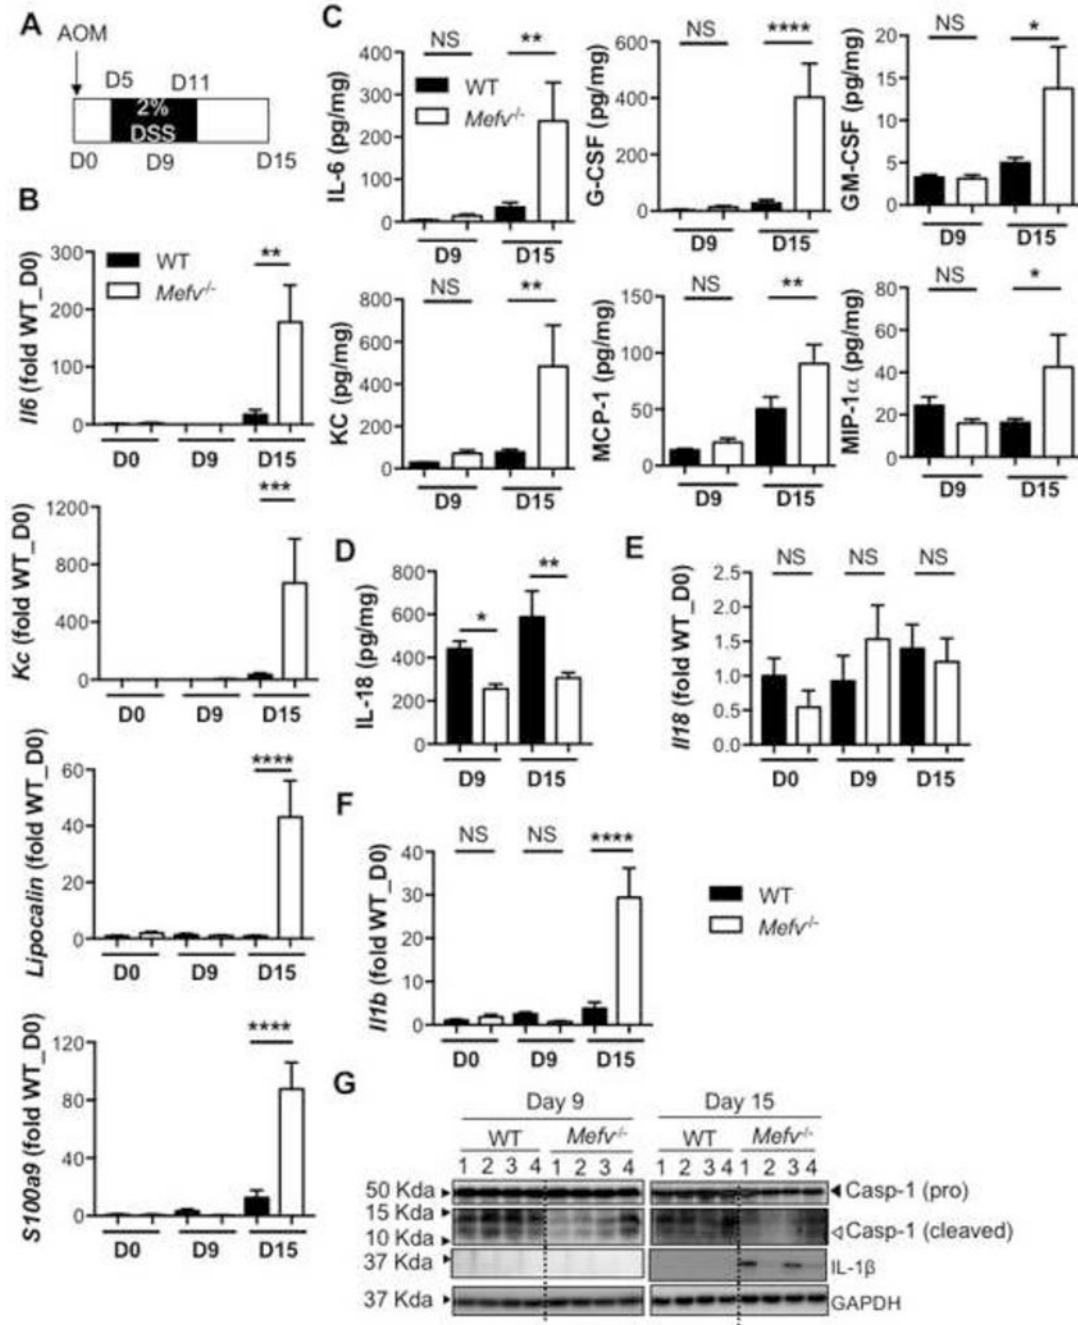 A
AOM
D5
D11
2%
DSS
D0
D9
D15
B
Il6 (fold WT_D0)
300
200
100
0
WT
Mefv-/-
**
D0
D9
D15
Kc (fold WT_D0)
1200
800
400
0
***
D0
D9
D15
Lipocalin (fold WT_D0)
60
40
20
0
****
D0
D9
D15
S100a9 (fold WT_D0)
120
80
40
0
****
D0
D9
D15
C
IL-6 (pg/mg)
400
300
200
100
0
NS
**
WT
Mefv-/-
D9
D15
G-CSF (pg/mg)
600
400
200
0
NS
****
D9
D15
GM-CSF (pg/mg)
20
15
10
5
0
NS
*
D9
D15
KC (pg/mg)
800
600
400
200
0
NS
**
D9
D15
MCP-1 (pg/mg)
150
100
50
0
NS
**
D9
D15
MIP-1α (pg/mg)
80
60
40
20
0
NS
*
D9
D15
D
IL-18 (pg/mg)
800
600
400
200
0
*
**
D9
D15
E
Il18 (fold WT_D0)
2.5
2.0
1.5
1.0
0.5
0.0
NS
NS
NS
D0
D9
D15
F
Il1b (fold WT_D0)
40
30
20
10
0
NS
NS
****
D0
D9
D15
WT
Mefv-/-
G
Day 9
Day 15
WT
Mefv-/-
WT
Mefv-/-
1 2 3 4 1 2 3 4 1 2 3 4 1 2 3 4
50 Kda
Casp-1 (pro)
15 Kda
10 Kda
Casp-1 (cleaved)
37 Kda
IL-1β
37 Kda
GAPDH